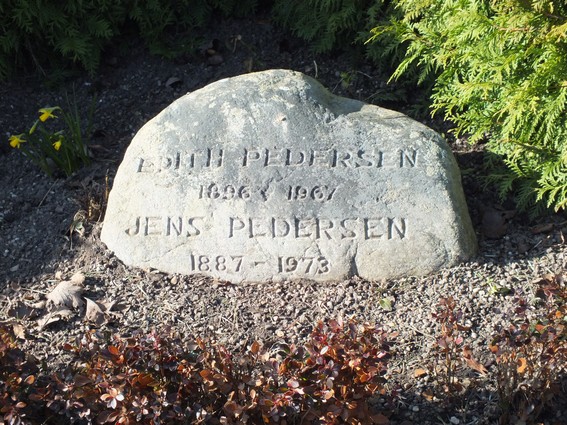 EDITH PEDERSEN
1896 - 1967
JENS PEDERSEN
1887 - 1973